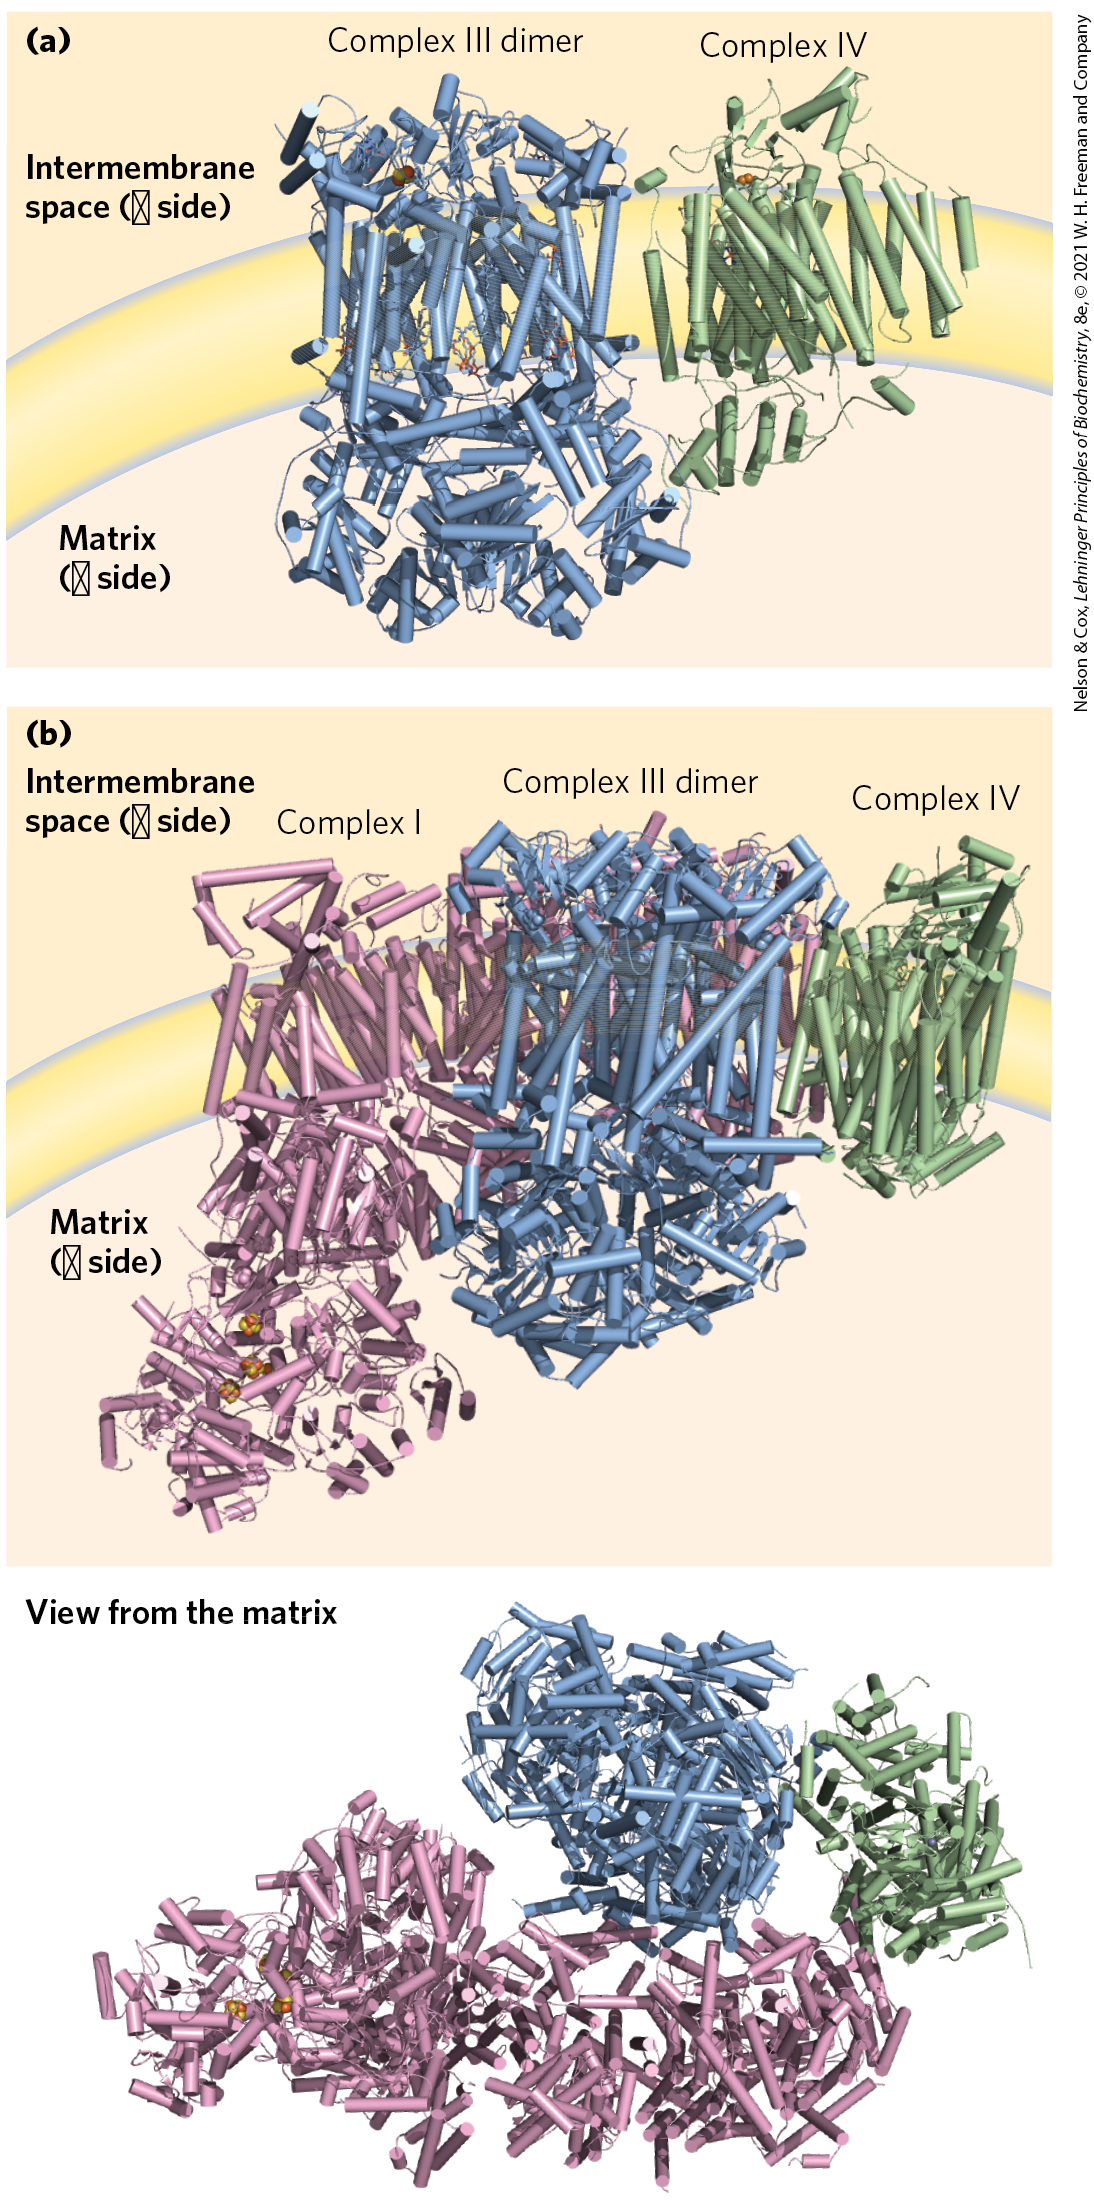 (a)
Complex III dimer
Complex IV
Intermembrane
space (☒ side)
Matrix
(☒ side)
Nelson & Cox, Lehninger Principles of Biochemistry, 8e, © 2021 W. H. Freeman and Company
(b)
Intermembrane
space (☒ side)
Complex I
Complex III dimer
Complex IV
Matrix
(☒ side)
View from the matrix